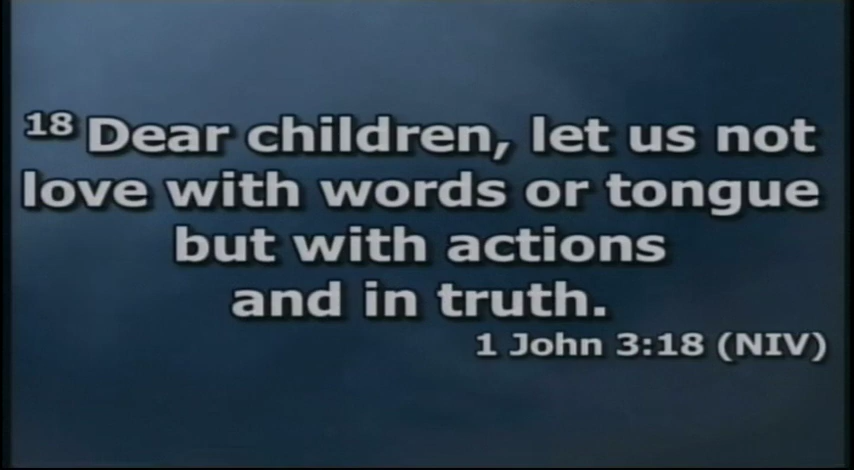 18 Dear children, let us not
love with words or tongue
but with actions
and in truth.
1 John 3:18 (NIV)